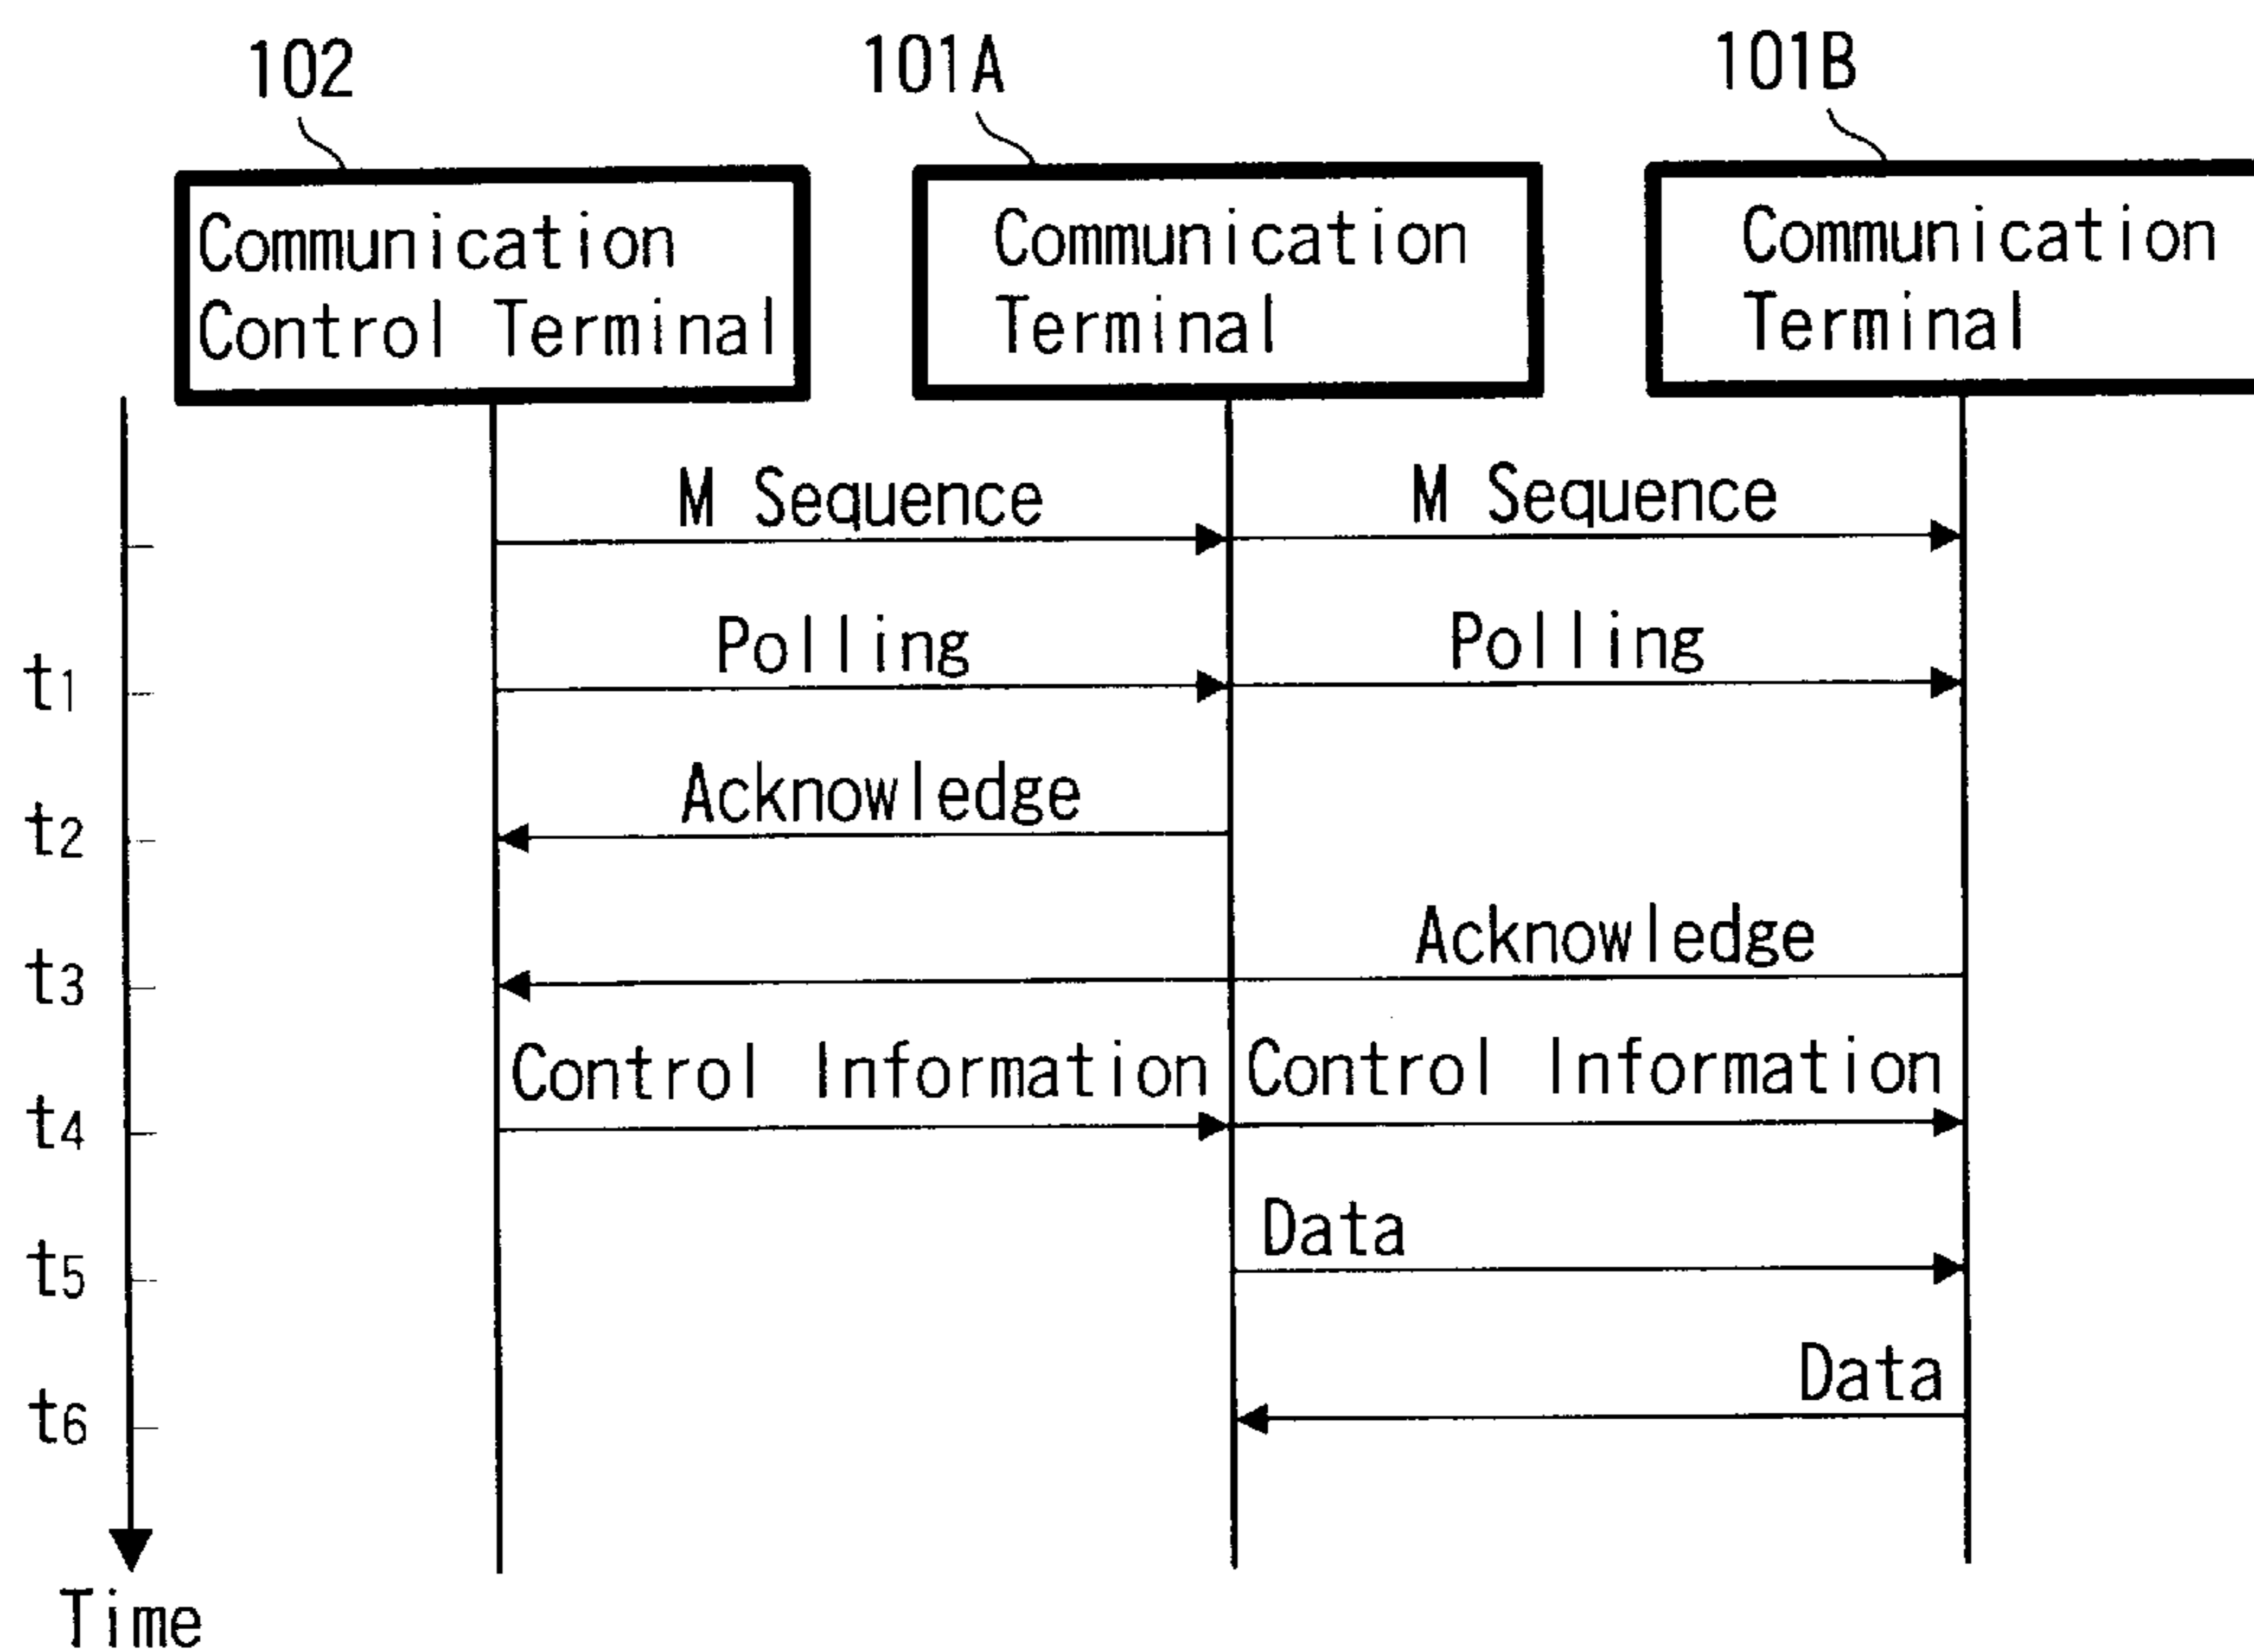 102
101A
101B
Communication
Control Terminal
Communication
Terminal
Communication
Terminal
M Sequence
M Sequence
Polling
Polling
t1
Acknowledge
t2
Acknowledge
t3
Control Information
Control Information
t4
Data
t5
Data
t6
Time